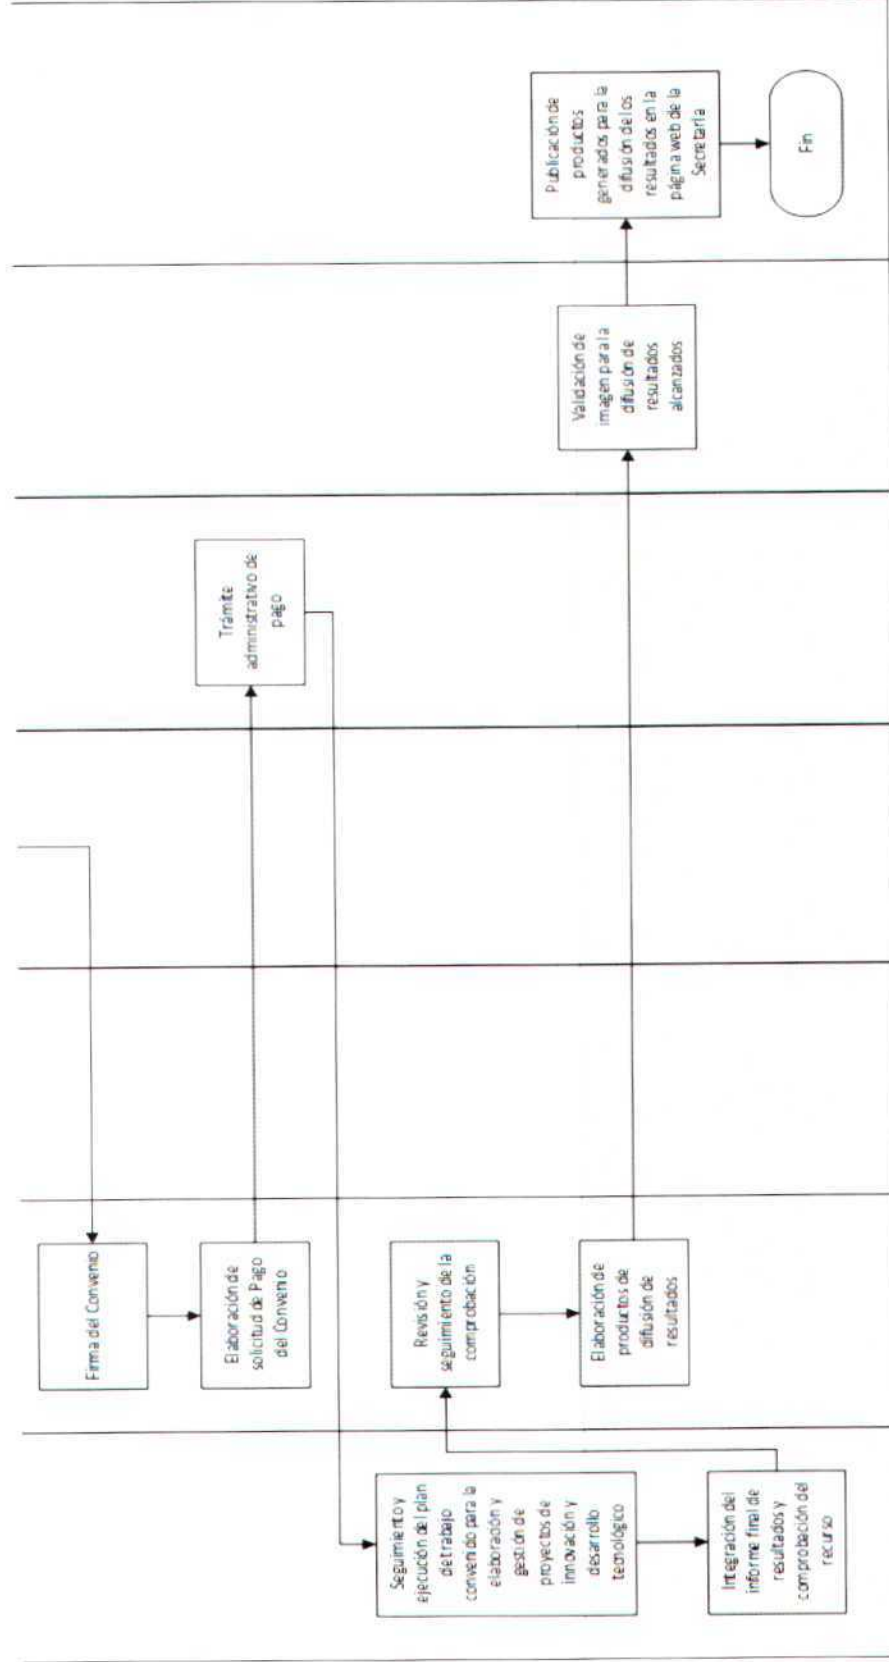 Firma del Convenio
Elaboración de
solicitud de Pago
del Convenio
Trámite
administrativo de
pago
Seguimiento y
ejecución del plan
de trabajo
convenido para la
elaboración y
gestión de
proyectos de
innovación y
desarrollo
tecnológico
Integración del
informe final de
resultados y
comprobación del
recurso
Revisión y
seguimiento de la
comprobación
Elaboración de
productos de
difusión de
resultados
Validación de
imagen para la
difusión de
resultados
alcanzados
Publicación de
productos
generados para la
difusión de los
resultados en la
página web de la
Secretaría
Fin